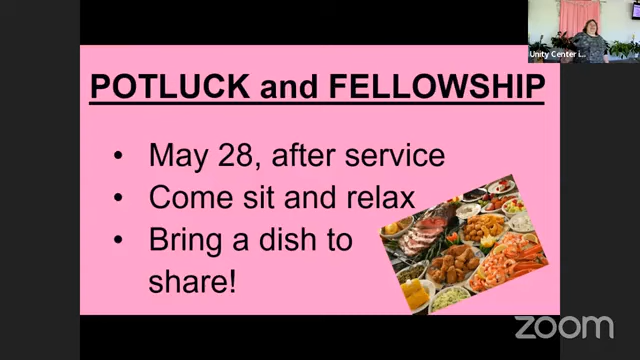 Unity Center i...
POTLUCK and FELLOWSHIP
• May 28, after service
• Come sit and relax
• Bring a dish to
share!
zoom